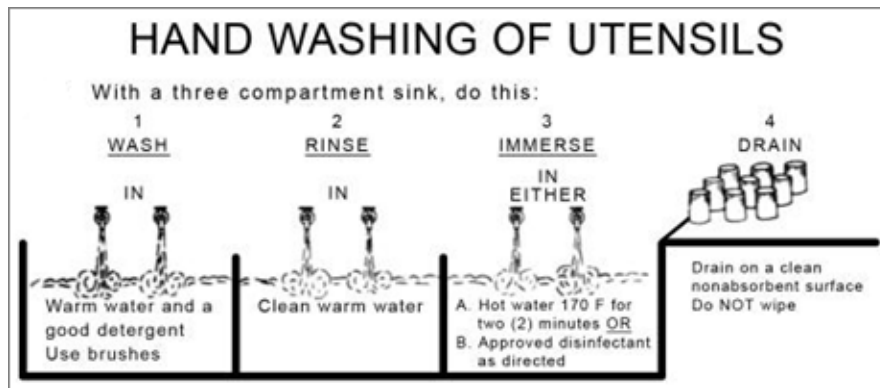 HAND WASHING OF UTENSILS
With a three compartment sink, do this:
1
WASH
IN
Warm water and a
good detergent
Use brushes
2
RINSE
IN
Clean warm water
3
IMMERSE
IN
EITHER
A. Hot water 170 F for
two (2) minutes OR
B. Approved disinfectant
as directed
4
DRAIN
Drain on a clean
nonabsorbent surface
Do NOT wipe